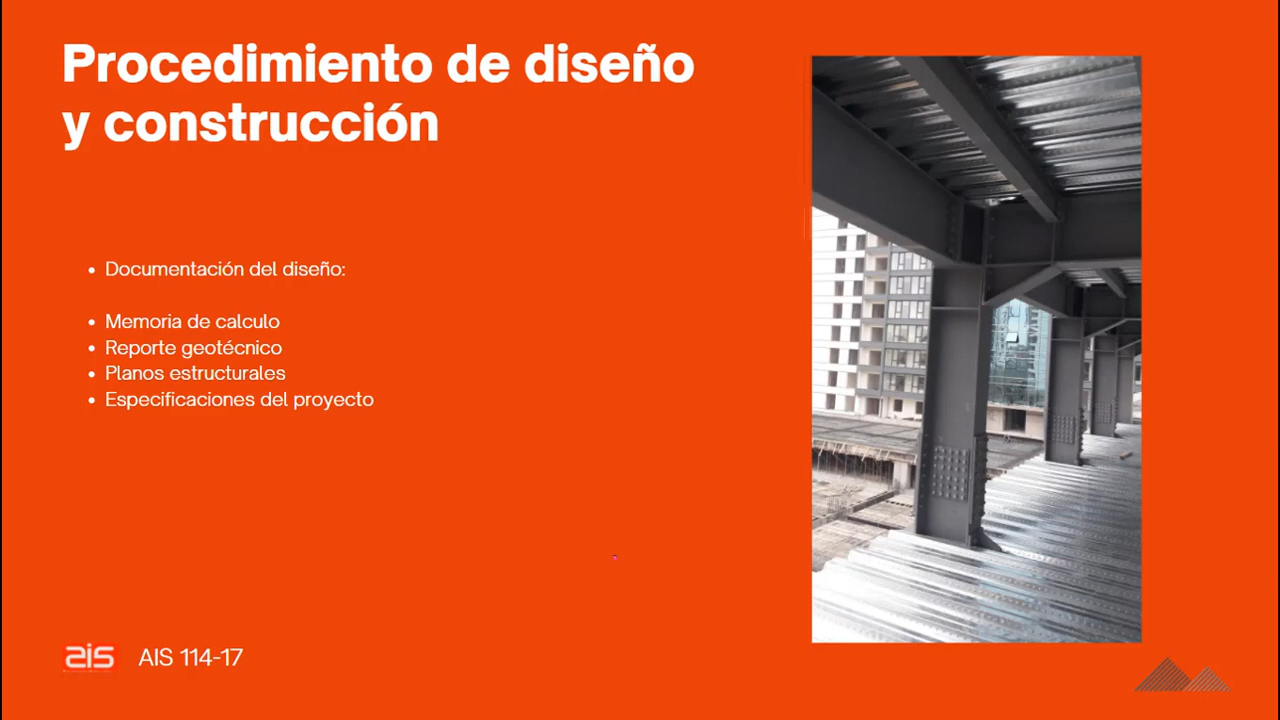 Procedimiento de diseño
y construcción
• Documentación del diseño:
• Memoria de calculo
• Reporte geotécnico
• Planos estructurales
• Especificaciones del proyecto
ais AIS 114-17